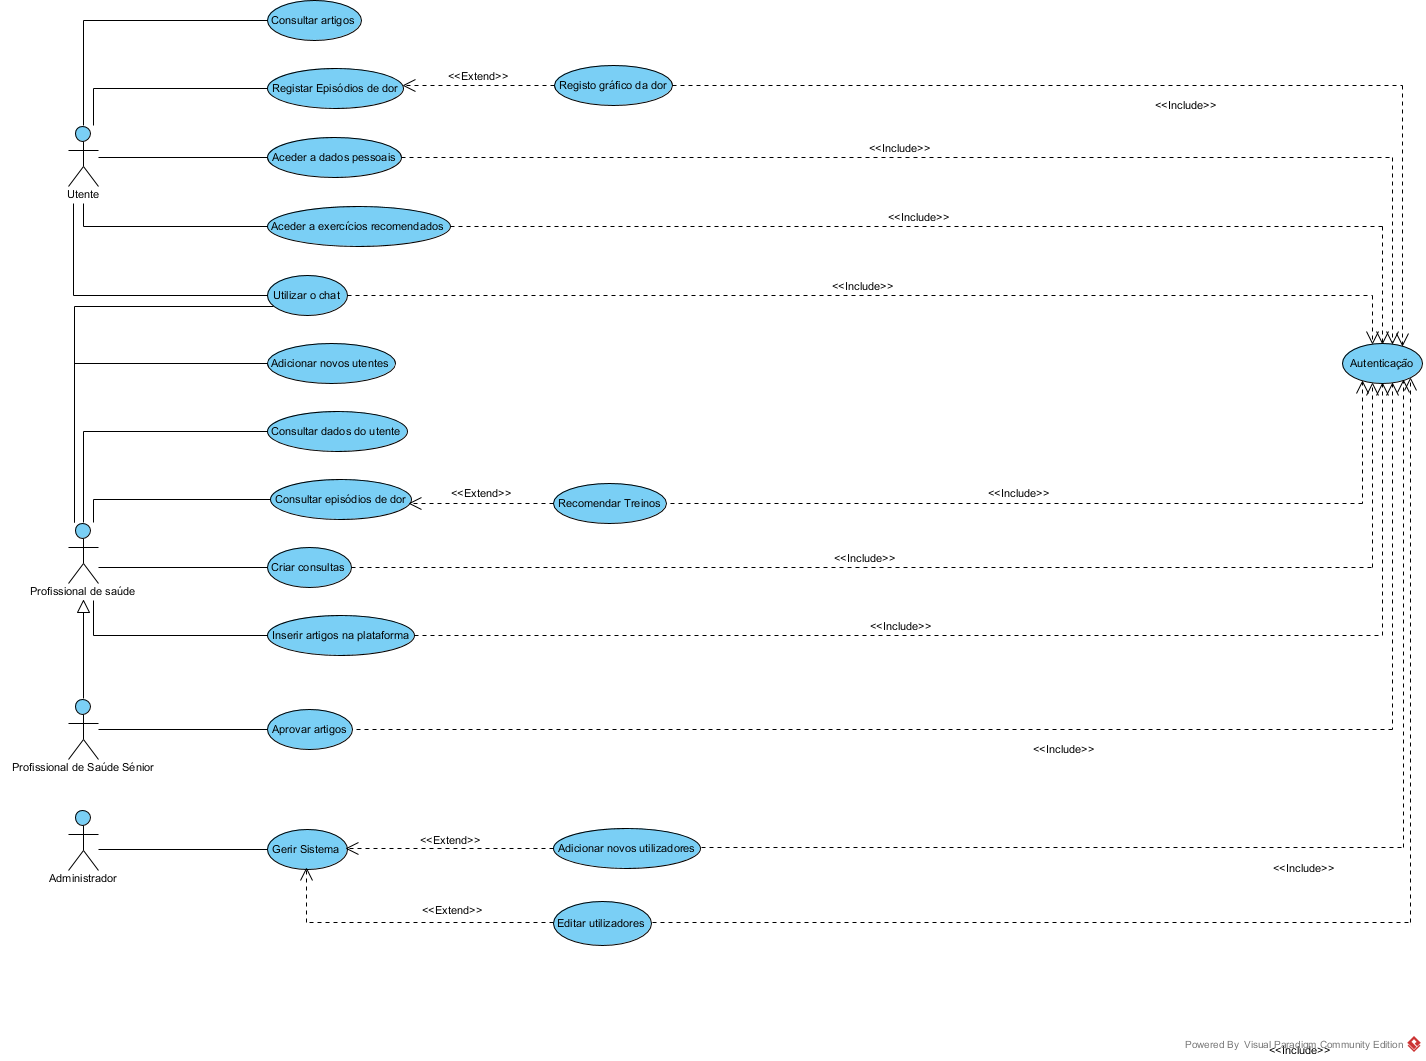 Consultar artigos
<<Extend>>
Registar Episódios de dor
Registo gráfico da dor
<<Include>>
<<Include>>
Aceder a dados pessoais
Utente
<<Include>>
Aceder a exercícios recomendados
<<Include>>
Utilizar o chat
Adicionar novos utentes
Autenticação
Consultar dados do utente
<<Extend>>
<<Include>>
Consultar episódios de dor
Recomendar Treinos
<<Include>>
Criar consultas
Profissional de saúde
<<Include>>
Inserir artigos na plataforma
Aprovar artigos
<<Include>>
Profissional de Saúde Sénior
<<Extend>>
Gerir Sistema
Adicionar novos utilizadores
<<Include>>
Administrador
<<Extend>>
Editar utilizadores
Powered By Visual Paradigm Community Edition
<<Include>>